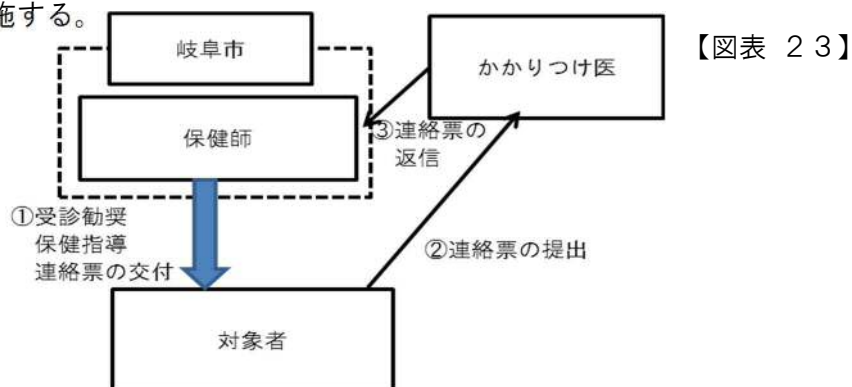 施する。
岐阜市
保健師
かかりつけ医
【図表 23】
③連絡票の
返信
①受診勧奨
保健指導
連絡票の交付
②連絡票の提出
対象者